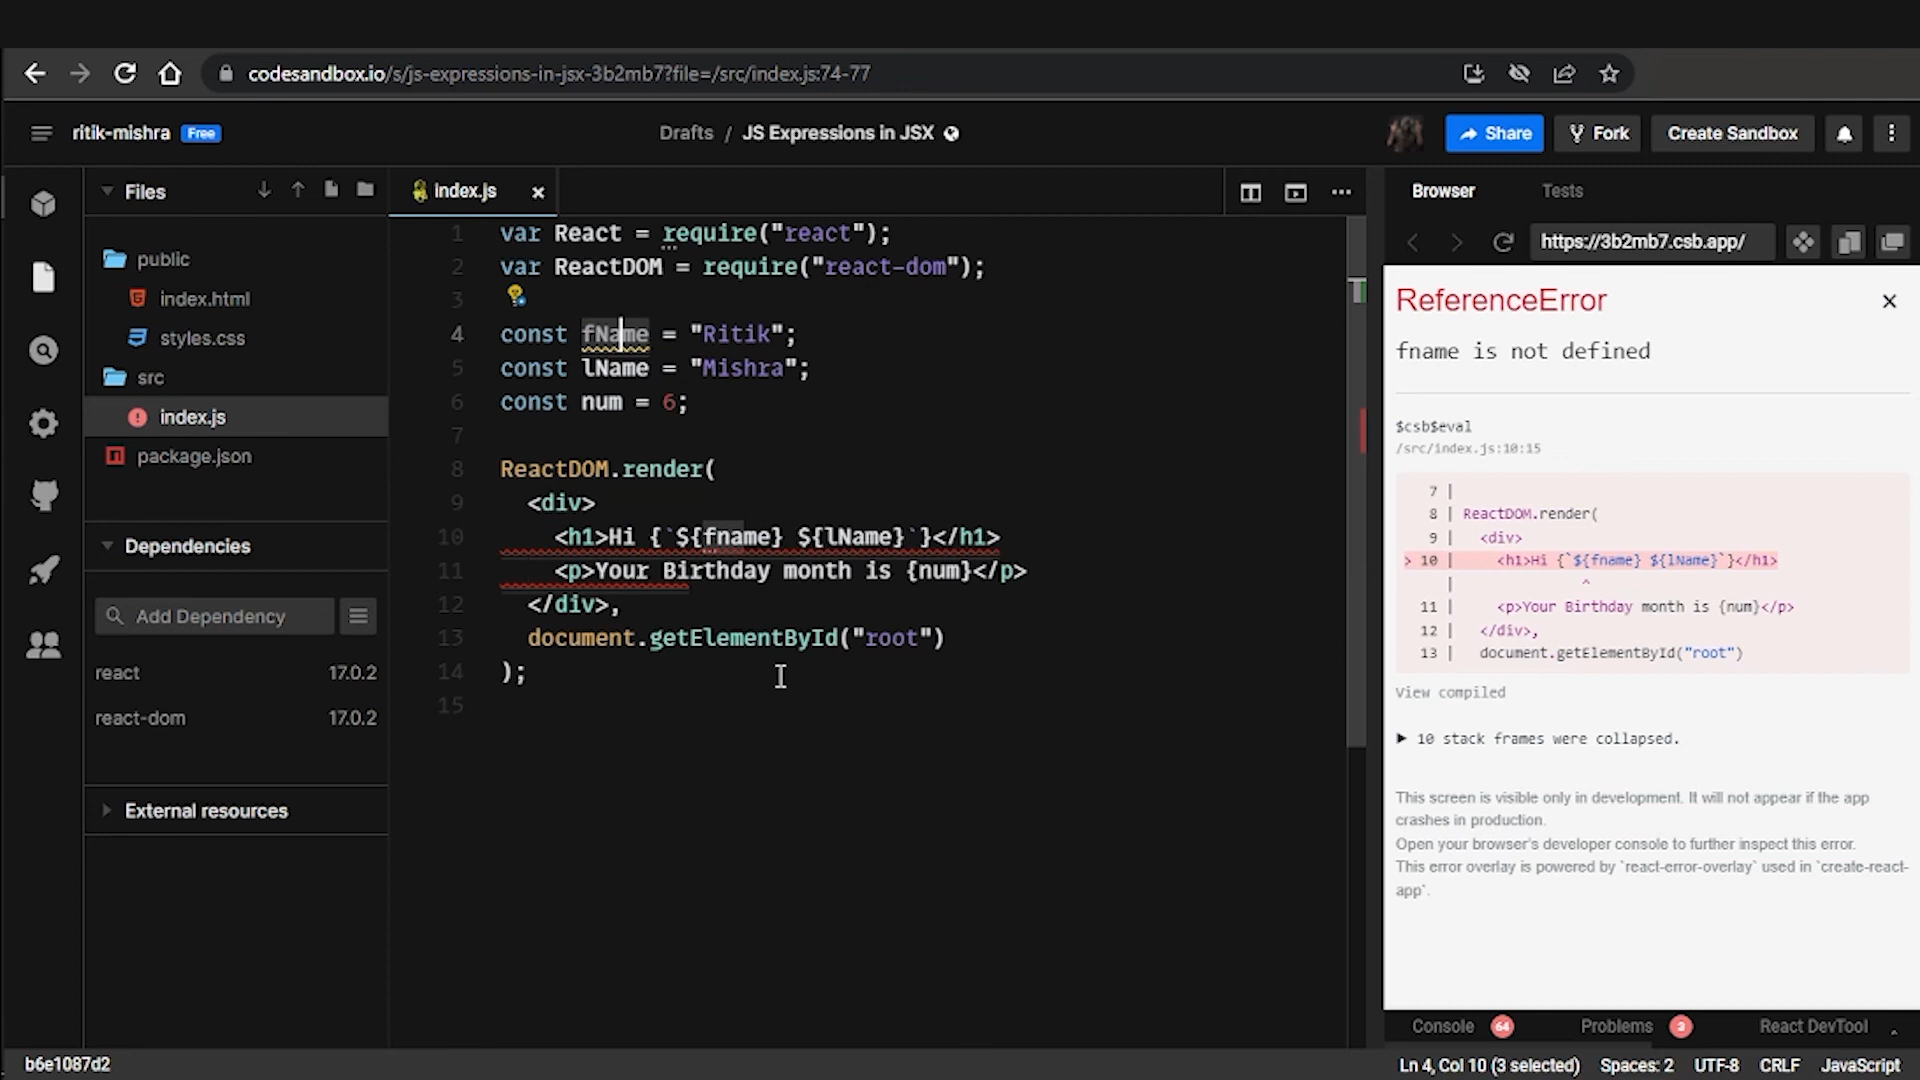 codesandbox.io/s/js-expressions-in-jsx-3b2mb7?file=/src/index.js:74-77
ritik-mishra Free
Drafts / JS Expressions in JSX
Share
Fork
Create Sandbox
Files
public
index.html
styles.css
src
index.js
package.json
Dependencies
Add Dependency
react 17.0.2
react-dom 17.0.2
External resources
index.js
1 var React = require("react");
2 var ReactDOM = require("react-dom");
3
4 const fName = "Ritik";
5 const lName = "Mishra";
6 const num = 6;
7
8 ReactDOM.render(
9 <div>
10 <h1>Hi {`${fname} ${lName}`}</h1>
11 <p>Your Birthday month is {num}</p>
12 </div>,
13 document.getElementById("root")
14 );
15
Browser Tests
https://3b2mb7.csb.app/
ReferenceError
fname is not defined
$csb$eval
/src/index.js:10:15
7 |
8 | ReactDOM.render(
9 | <div>
> 10 | <h1>Hi {`${fname} ${lName}`}</h1>
| ^
11 | <p>Your Birthday month is {num}</p>
12 | </div>,
13 | document.getElementById("root")
View compiled
▶ 10 stack frames were collapsed.
This screen is visible only in development. It will not appear if the app
crashes in production.
Open your browser's developer console to further inspect this error.
This error overlay is powered by `react-error-overlay` used in `create-react-
app`.
Console 64 Problems 3 React DevTool
b6e1087d2
Ln 4, Col 10 (3 selected) Spaces: 2 UTF-8 CRLF JavaScript